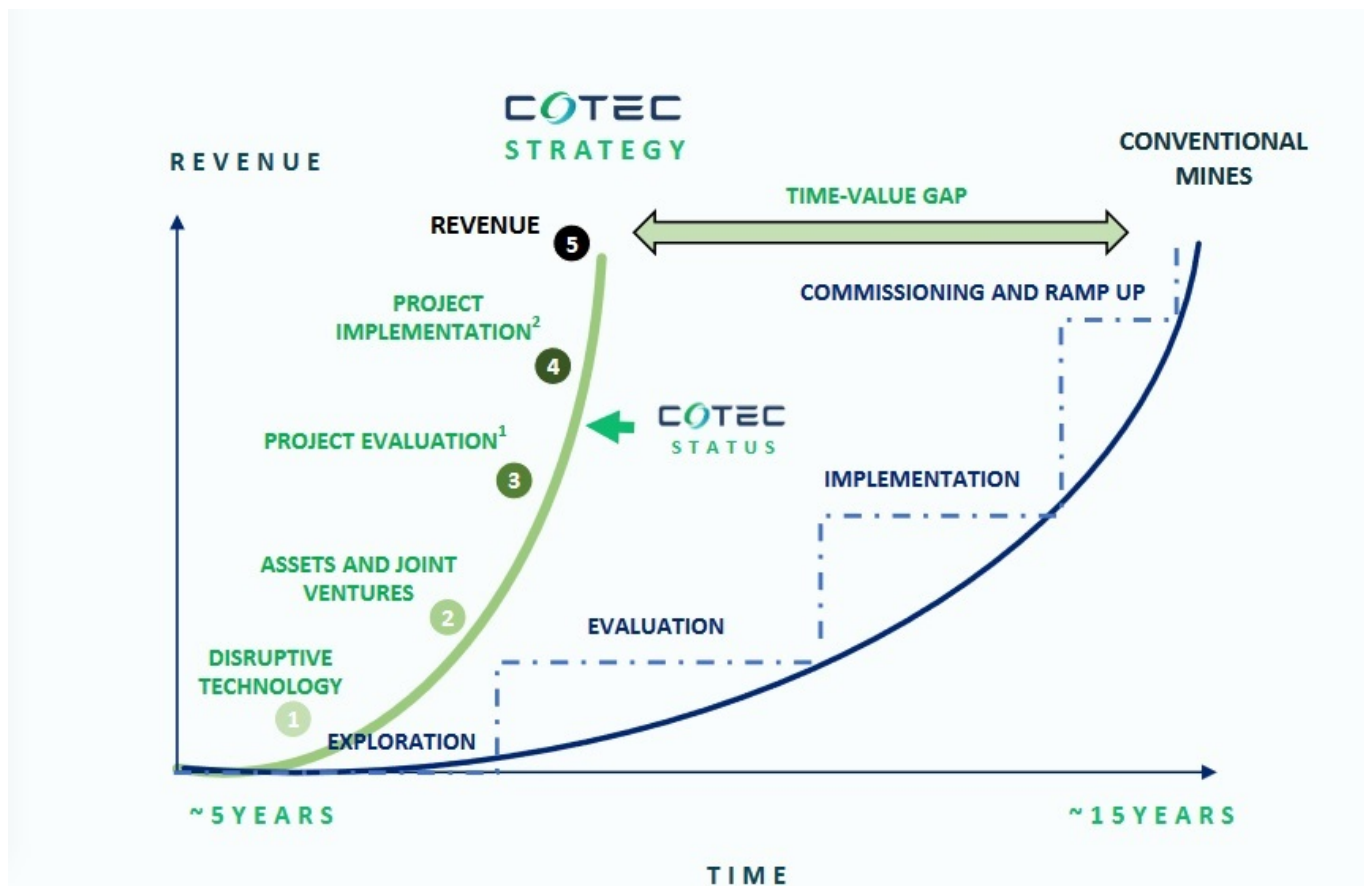 COTEC
STRATEGY
REVENUE
CONVENTIONAL
MINES
TIME-VALUE GAP
REVENUE
5
COMMISSIONING AND RAMP UP
PROJECT
IMPLEMENTATION²
4
COTEC
STATUS
PROJECT EVALUATION¹
3
IMPLEMENTATION
ASSETS AND JOINT
VENTURES
2
EVALUATION
DISRUPTIVE
TECHNOLOGY
1
EXPLORATION
~5YEARS
~15YEARS
TIME